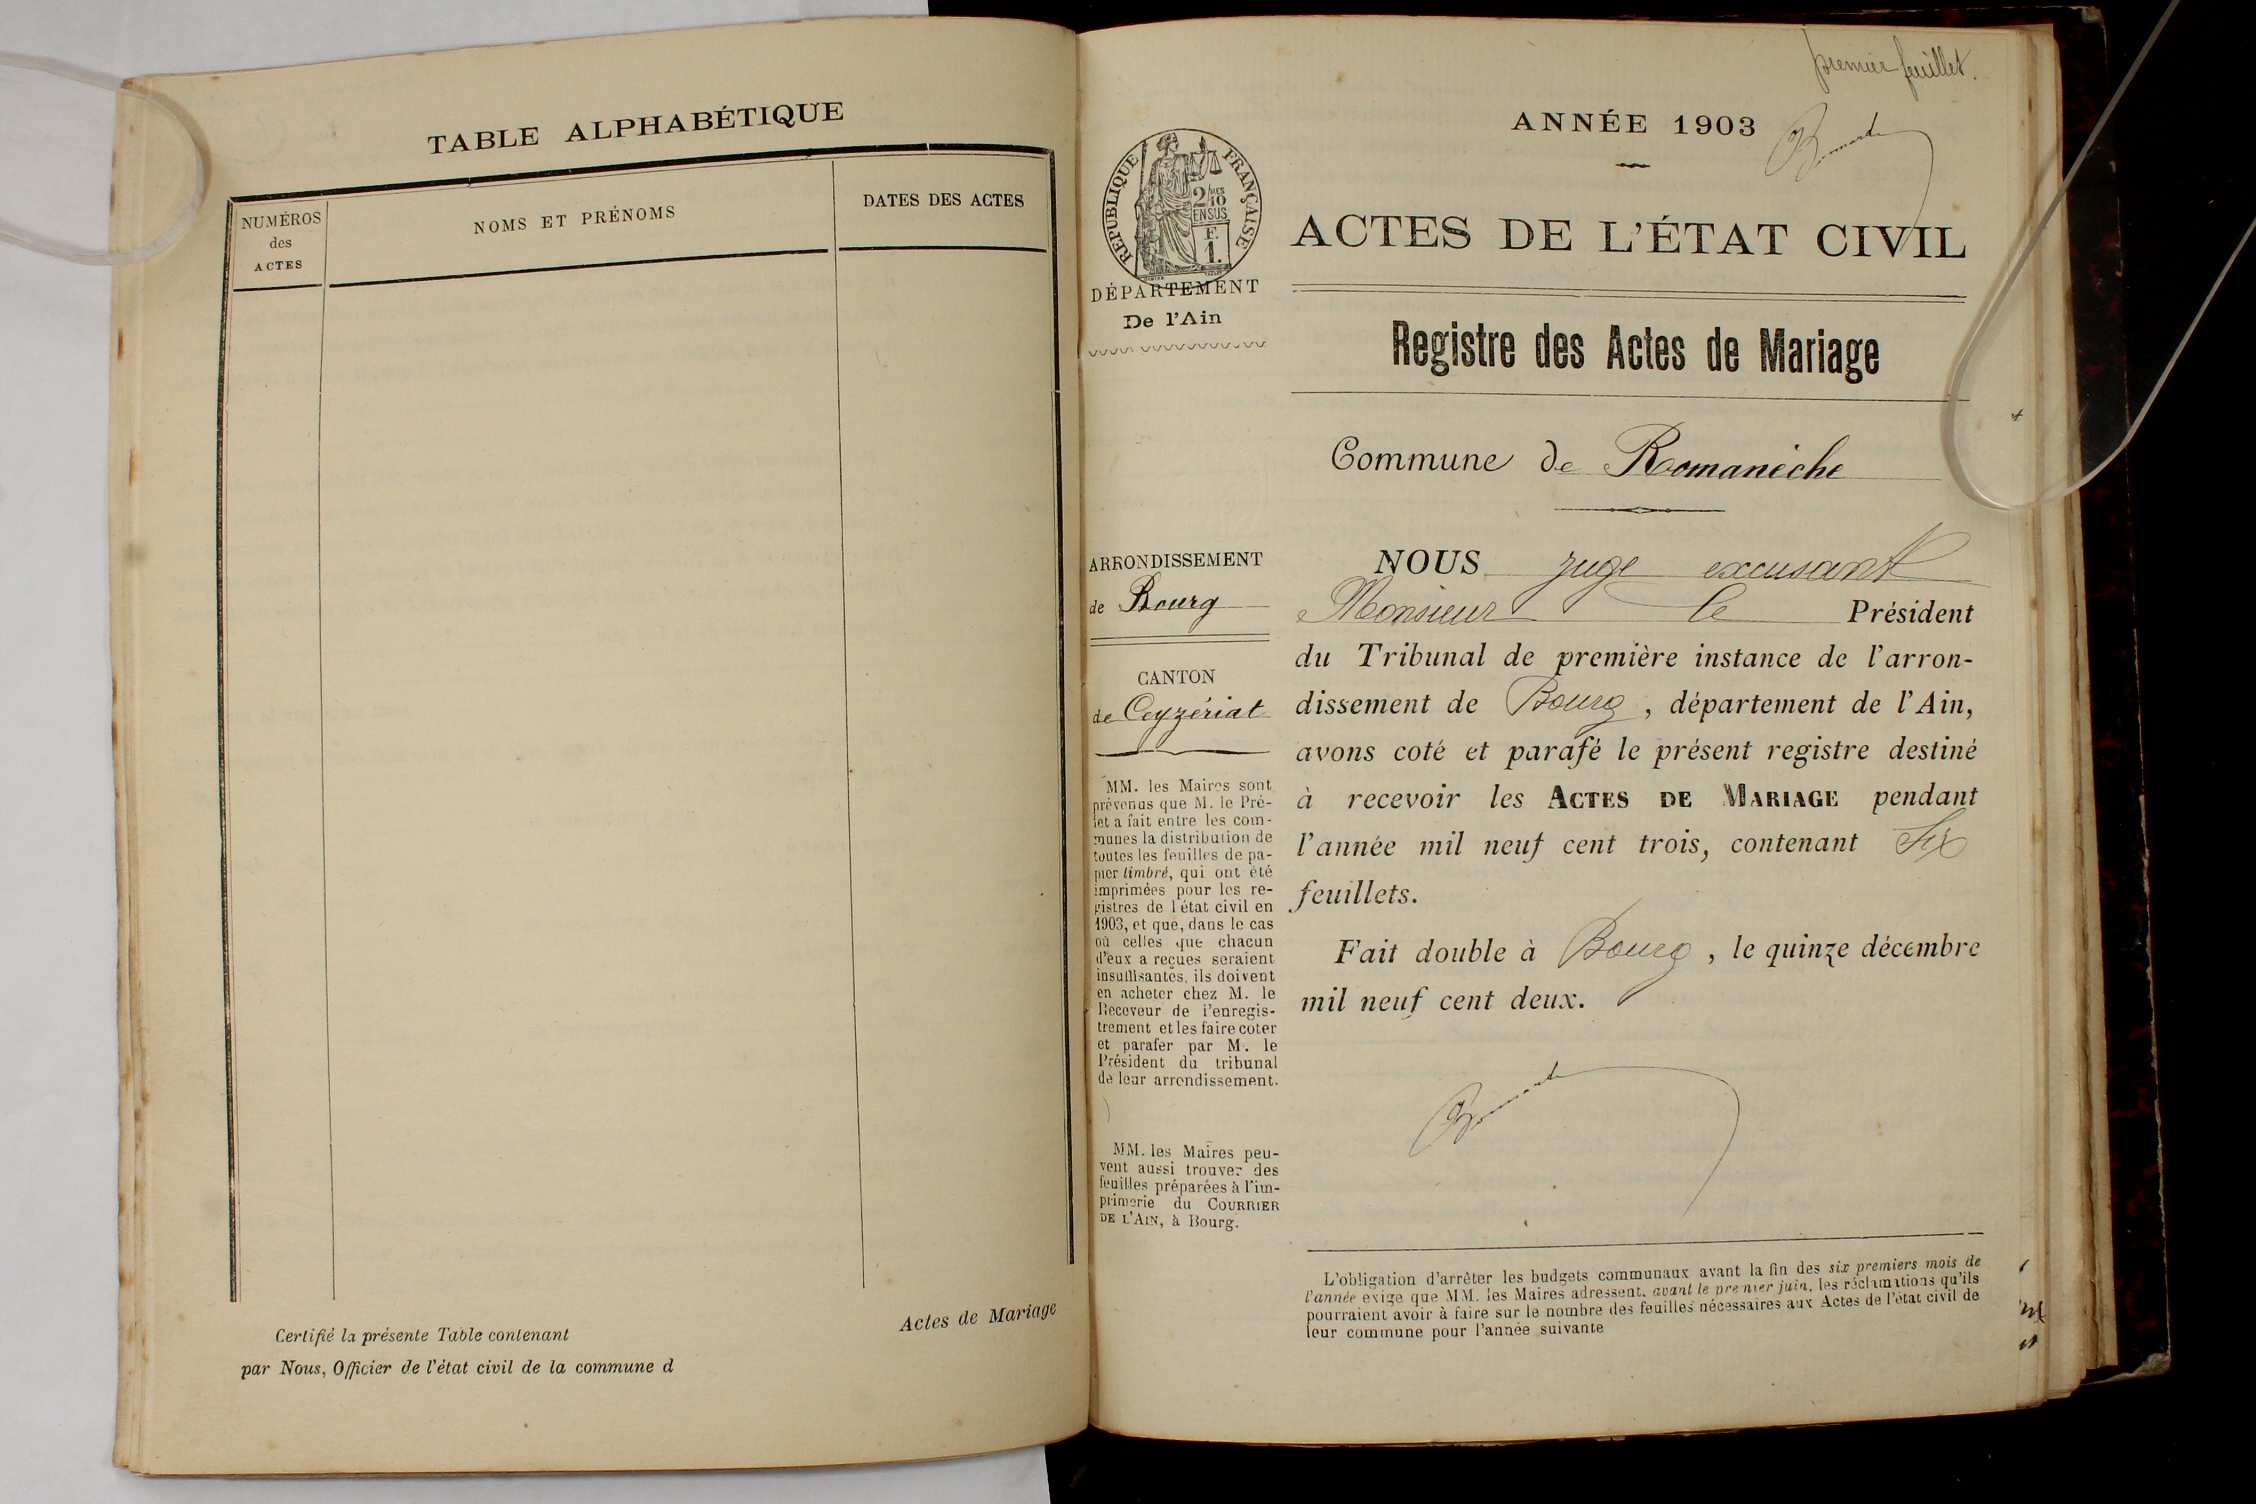 TABLE ALPHABÉTIQUE
NUMÉROS
des
ACTES
NOMS ET PRÉNOMS
DATES DES ACTES
Certifié la présente Table contenant
par Nous, Officier de l'état civil de la commune d
Actes de Mariage
premier feuillet.
ANNÉE 1903
RÉPUBLIQUE FRANÇAISE
2/10
EN SUS
F.
1.
DÉPARTEMENT
De l'Ain
ACTES DE L'ÉTAT CIVIL
Registre des Actes de Mariage
Commune de Romanèche
ARRONDISSEMENT
de Bourg
CANTON
de Ceyzériat
MM. les Maires sont
prévenus que M. le Pré-
fet a fait entre les com-
munes la distribution de
toutes les feuilles de pa-
pier timbré, qui ont été
imprimées pour les re-
gistres de l'état civil en
1903, et que, dans le cas
où celles que chacun
d'eux a reçues seraient
insuffisantes, ils doivent
en acheter chez M. le
Receveur de l'enregis-
trement et les faire coter
et parafer par M. le
Président du tribunal
de leur arrondissement.
MM. les Maires peu-
vent aussi trouver des
feuilles préparées à l'im-
primerie du COURRIER
DE L'AIN, à Bourg.
NOUS juge excusant
Monsieur le Président
du Tribunal de première instance de l'arron-
dissement de Bourg, département de l'Ain,
avons coté et parafé le présent registre destiné
à recevoir les ACTES DE MARIAGE pendant
l'année mil neuf cent trois, contenant Six
feuillets.
Fait double à Bourg, le quinze décembre
mil neuf cent deux.
L'obligation d'arrêter les budgets communaux avant la fin des six premiers mois de
l'année exige que MM. les Maires adressent, avant le premier juin, les réclamations qu'ils
pourraient avoir à faire sur le nombre des feuilles nécessaires aux Actes de l'état civil de
leur commune pour l'année suivante